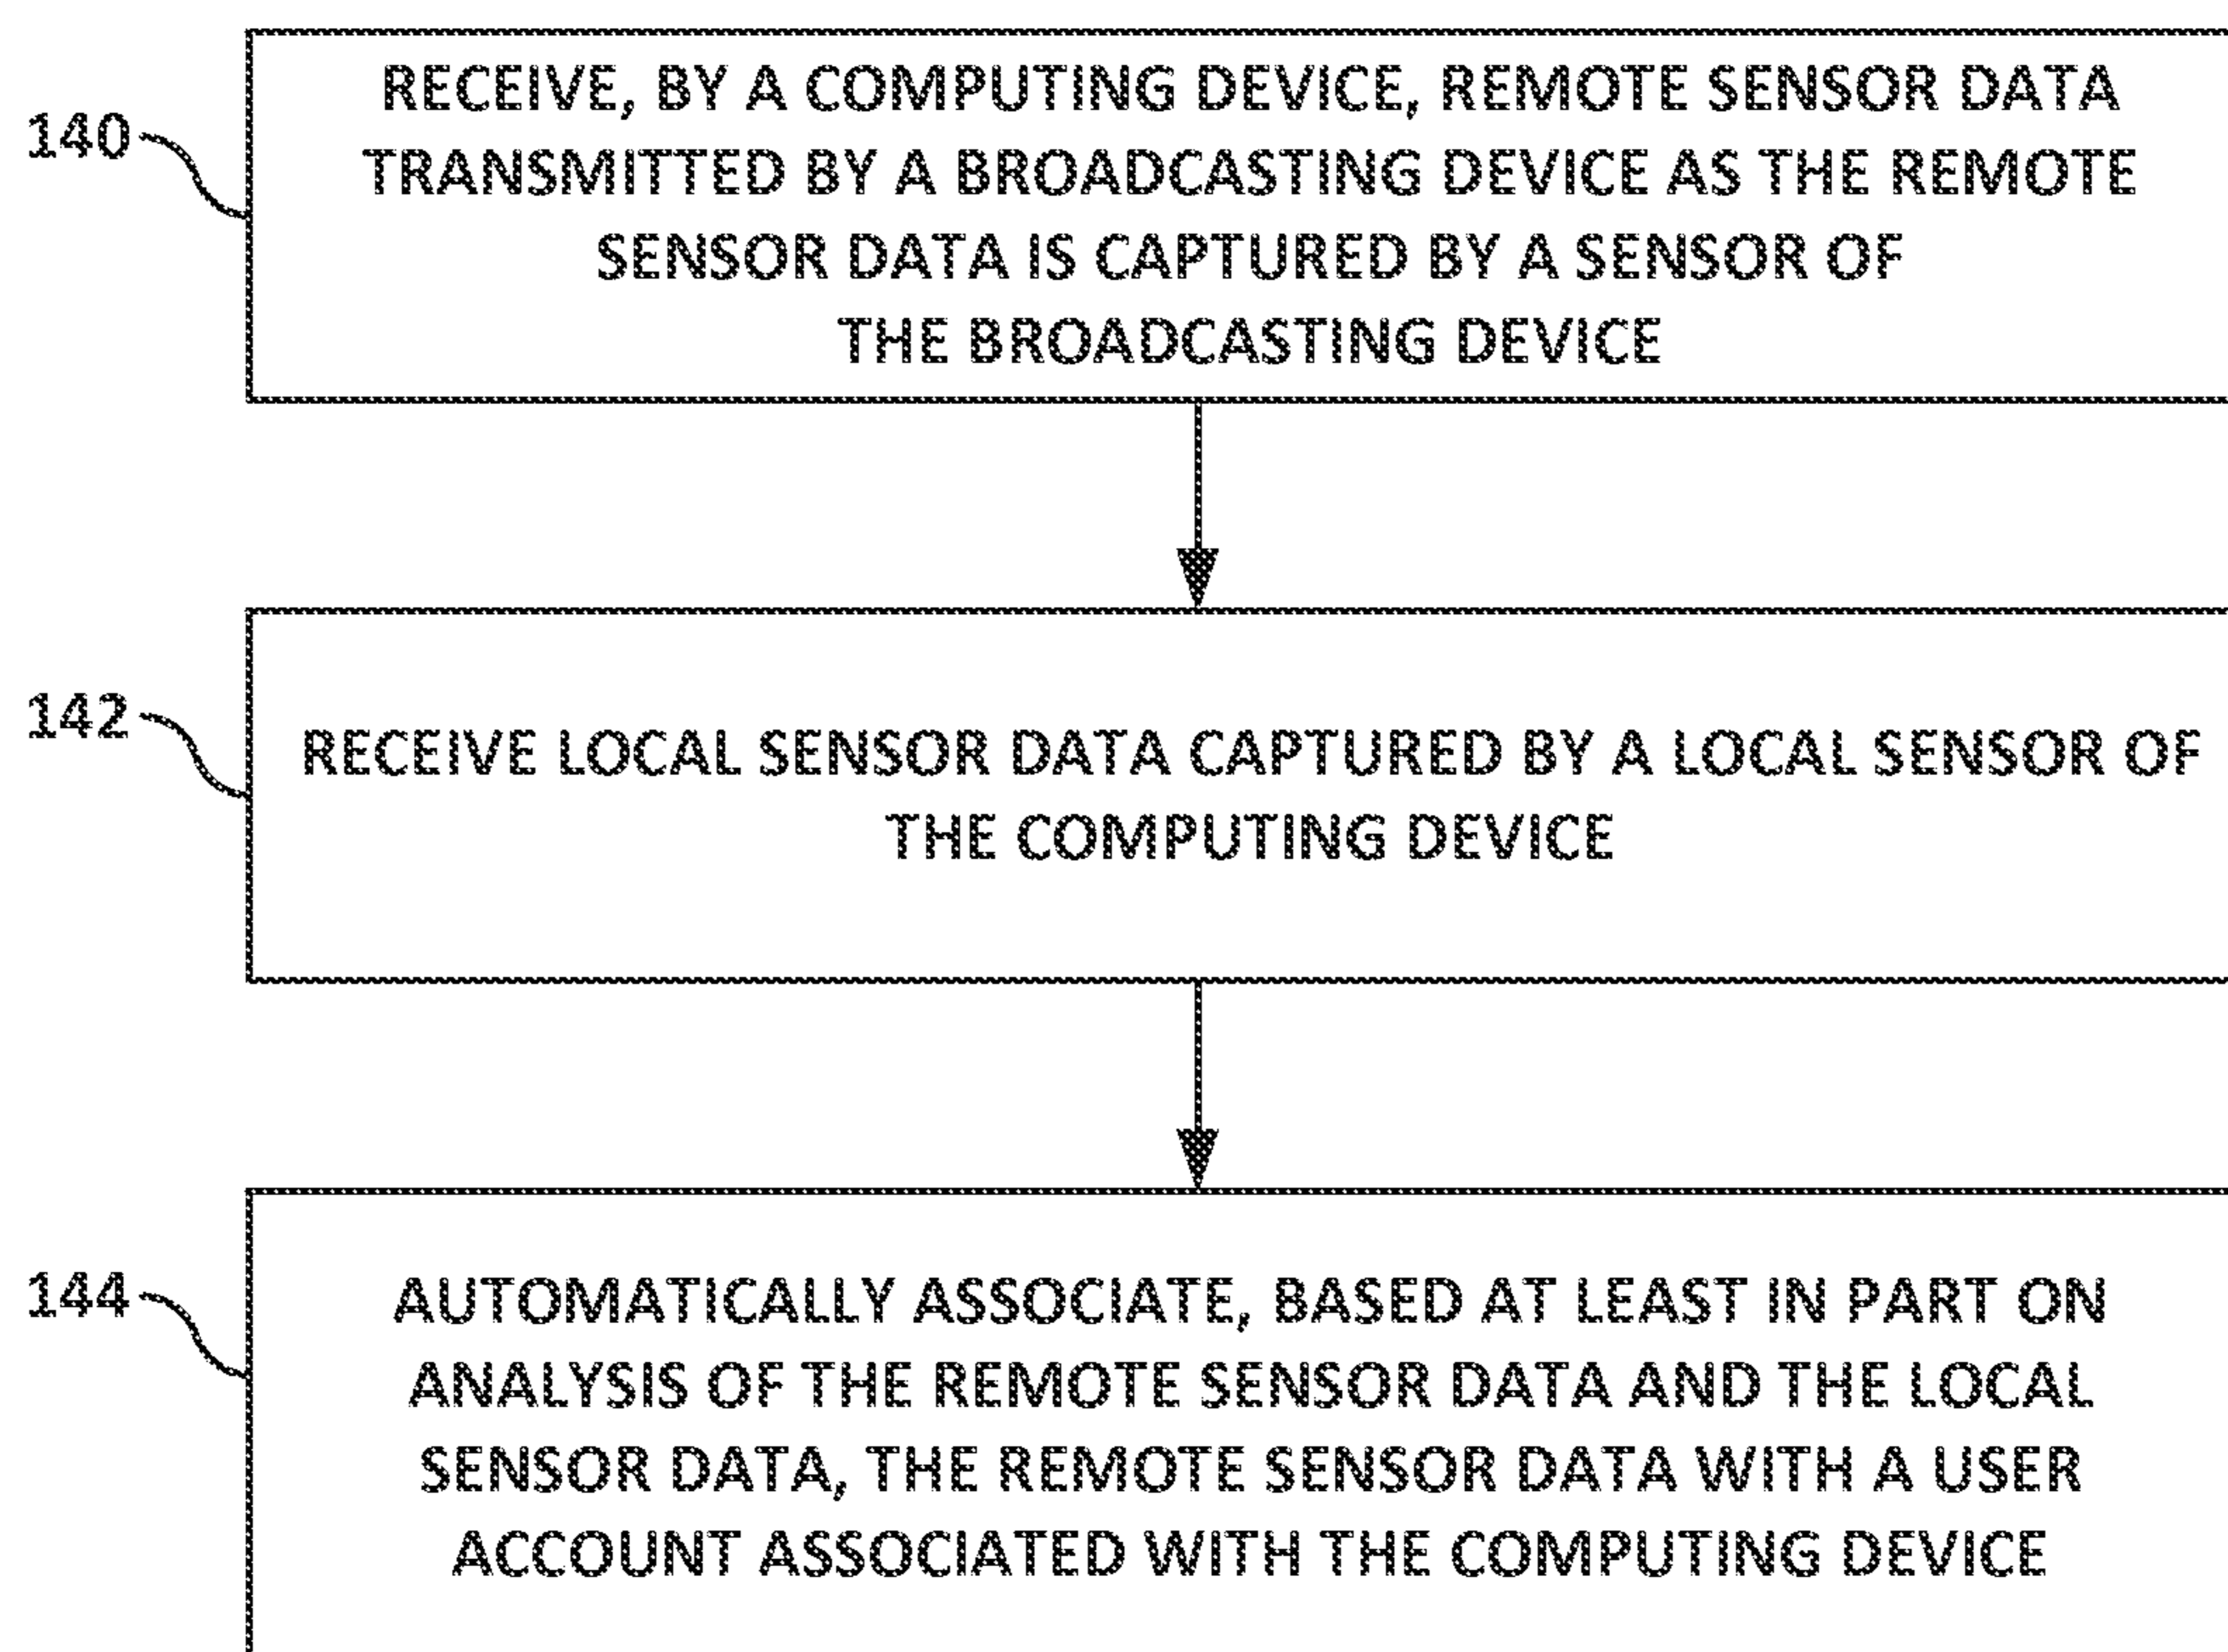 140
RECEIVE, BY A COMPUTING DEVICE, REMOTE SENSOR DATA
TRANSMITTED BY A BROADCASTING DEVICE AS THE REMOTE
SENSOR DATA IS CAPTURED BY A SENSOR OF
THE BROADCASTING DEVICE
142
RECEIVE LOCAL SENSOR DATA CAPTURED BY A LOCAL SENSOR OF
THE COMPUTING DEVICE
144
AUTOMATICALLY ASSOCIATE, BASED AT LEAST IN PART ON
ANALYSIS OF THE REMOTE SENSOR DATA AND THE LOCAL
SENSOR DATA, THE REMOTE SENSOR DATA WITH A USER
ACCOUNT ASSOCIATED WITH THE COMPUTING DEVICE